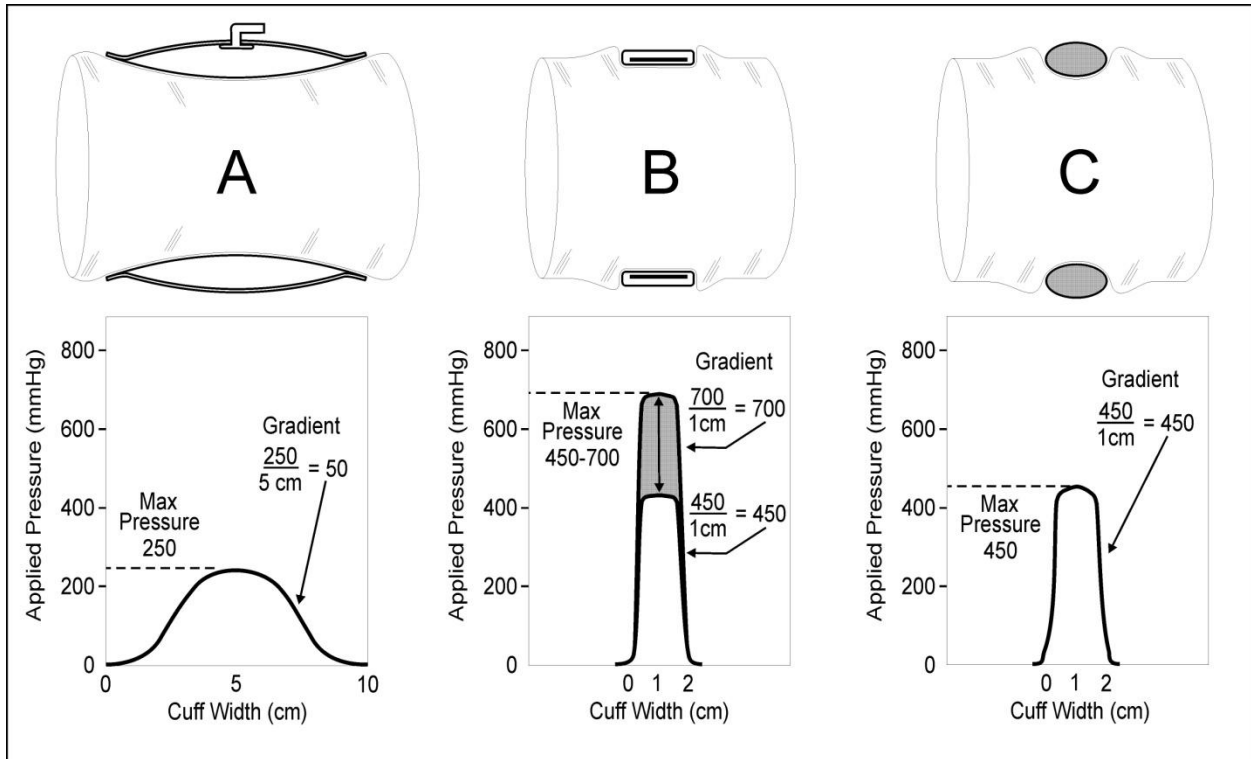 A
B
C
Applied Pressure (mmHg)
800
600
400
200
0
Max
Pressure
250
Gradient
250
5 cm = 50
0 5 10
Cuff Width (cm)
Applied Pressure (mmHg)
800
600
400
200
0
Max
Pressure
450-700
Gradient
700
1cm = 700
450
1cm = 450
0 1 2
Cuff Width (cm)
Applied Pressure (mmHg)
800
600
400
200
0
Max
Pressure
450
Gradient
450
1cm = 450
0 1 2
Cuff Width (cm)